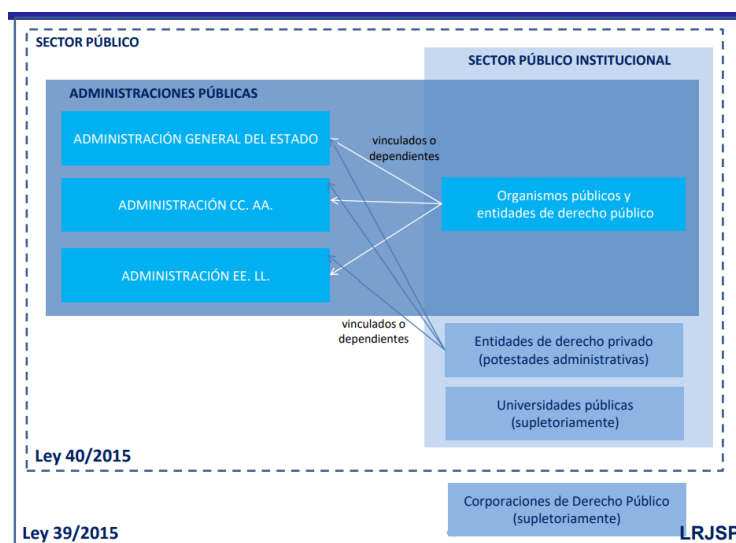 SECTOR PÚBLICO
SECTOR PÚBLICO INSTITUCIONAL
ADMINISTRACIONES PÚBLICAS
ADMINISTRACIÓN GENERAL DEL ESTADO
vinculados o
dependientes
ADMINISTRACIÓN CC. AA.
Organismos públicos y
entidades de derecho público
ADMINISTRACIÓN EE. LL.
vinculados o
dependientes
Entidades de derecho privado
(potestades administrativas)
Universidades públicas
(supletoriamente)
Ley 40/2015
Corporaciones de Derecho Público
(supletoriamente)
Ley 39/2015
LRJSP